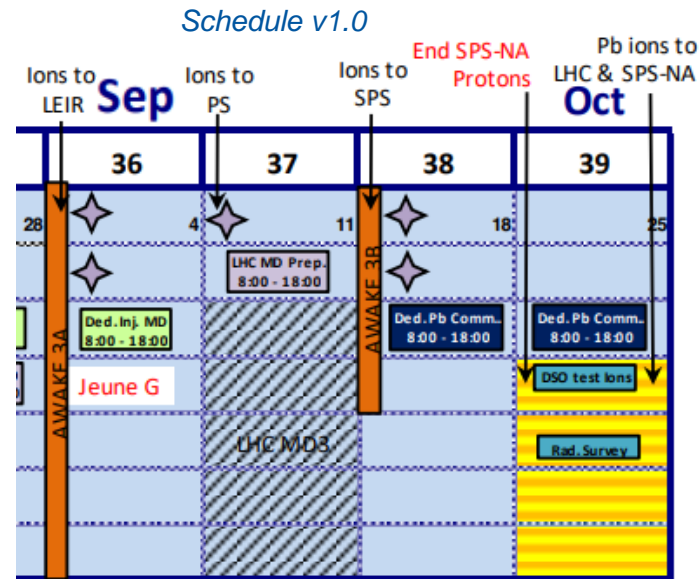 Schedule v1.0
Ions to
LEIR
Sep
Ions to
PS
Ions to
SPS
End SPS-NA
Protons
Pb ions to
LHC & SPS-NA
Oct
36
37
38
39
28
4
11
18
25
AWAKE 3A
AWAKE 3B
LHC MD Prep.
8:00 - 18:00
Ded. Inj. MD
8:00 - 18:00
Ded. Pb Comm.
8:00 - 18:00
Ded. Pb Comm.
8:00 - 18:00
Jeune G
DSO test Ions
LHC MD3
Rad. Survey